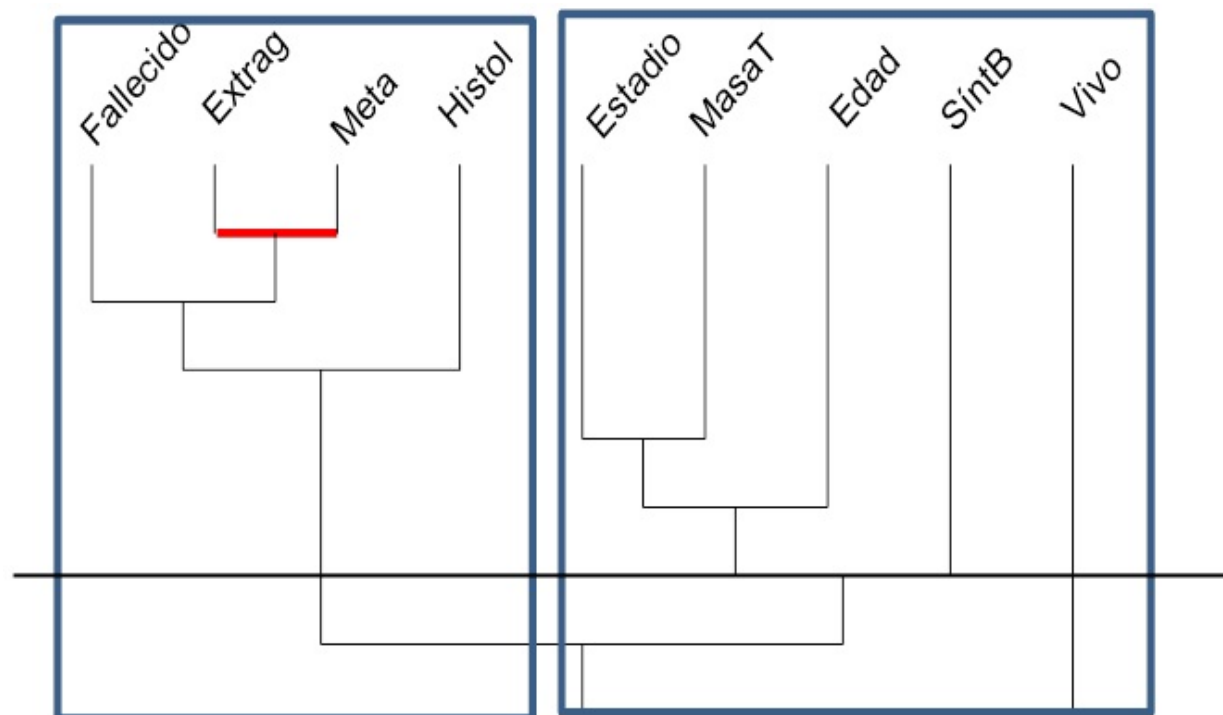 Fallecido
Extrag
Meta
Histol
Estadio
MasaT
Edad
SíntB
Vivo